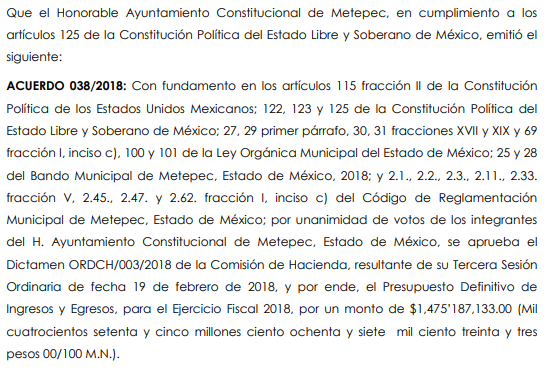 Que el Honorable Ayuntamiento Constitucional de Metepec, en cumplimiento a los
artículos 125 de la Constitución Política del Estado Libre y Soberano de México, emitió el
siguiente:
ACUERDO 038/2018: Con fundamento en los artículos 115 fracción II de la Constitución
Política de los Estados Unidos Mexicanos; 122, 123 y 125 de la Constitución Política del
Estado Libre y Soberano de México; 27, 29 primer párrafo, 30, 31 fracciones XVII y XIX y 69
fracción I, inciso c), 100 y 101 de la Ley Orgánica Municipal del Estado de México; 25 y 28
del Bando Municipal de Metepec, Estado de México, 2018; y 2.1., 2.2., 2.3., 2.11., 2.33.
fracción V, 2.45., 2.47. y 2.62. fracción I, inciso c) del Código de Reglamentación
Municipal de Metepec, Estado de México; por unanimidad de votos de los integrantes
del H. Ayuntamiento Constitucional de Metepec, Estado de México, se aprueba el
Dictamen ORDCH/003/2018 de la Comisión de Hacienda, resultante de su Tercera Sesión
Ordinaria de fecha 19 de febrero de 2018, y por ende, el Presupuesto Definitivo de
Ingresos y Egresos, para el Ejercicio Fiscal 2018, por un monto de $1,475'187,133.00 (Mil
cuatrocientos setenta y cinco millones ciento ochenta y siete mil ciento treinta y tres
pesos 00/100 M.N.).